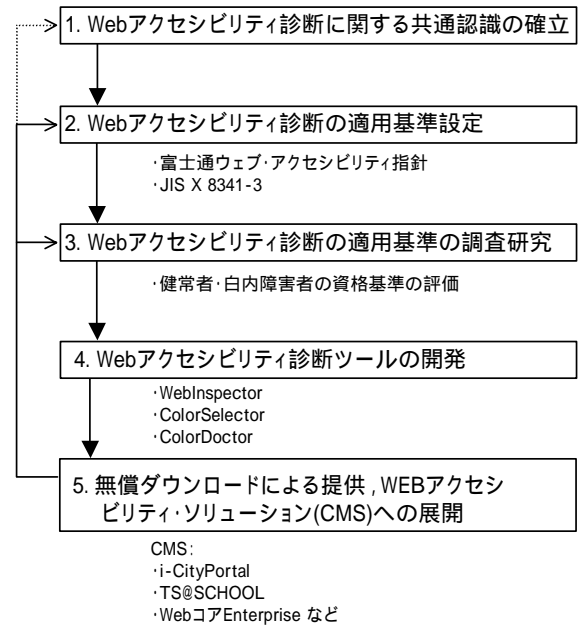 1. Webアクセシビリティ診断に関する共通認識の確立
2. Webアクセシビリティ診断の適用基準設定
・富士通ウェブ・アクセシビリティ指針
・JIS X 8341-3
3. Webアクセシビリティ診断の適用基準の調査研究
・健常者・白内障害者の資格基準の評価
4. Webアクセシビリティ診断ツールの開発
・WebInspector
・ColorSelector
・ColorDoctor
5. 無償ダウンロードによる提供 , WEBアクセシ
ビリティ・ソリューション(CMS)への展開
CMS:
・i-CityPortal
・TS@SCHOOL
・WebコアEnterprise など